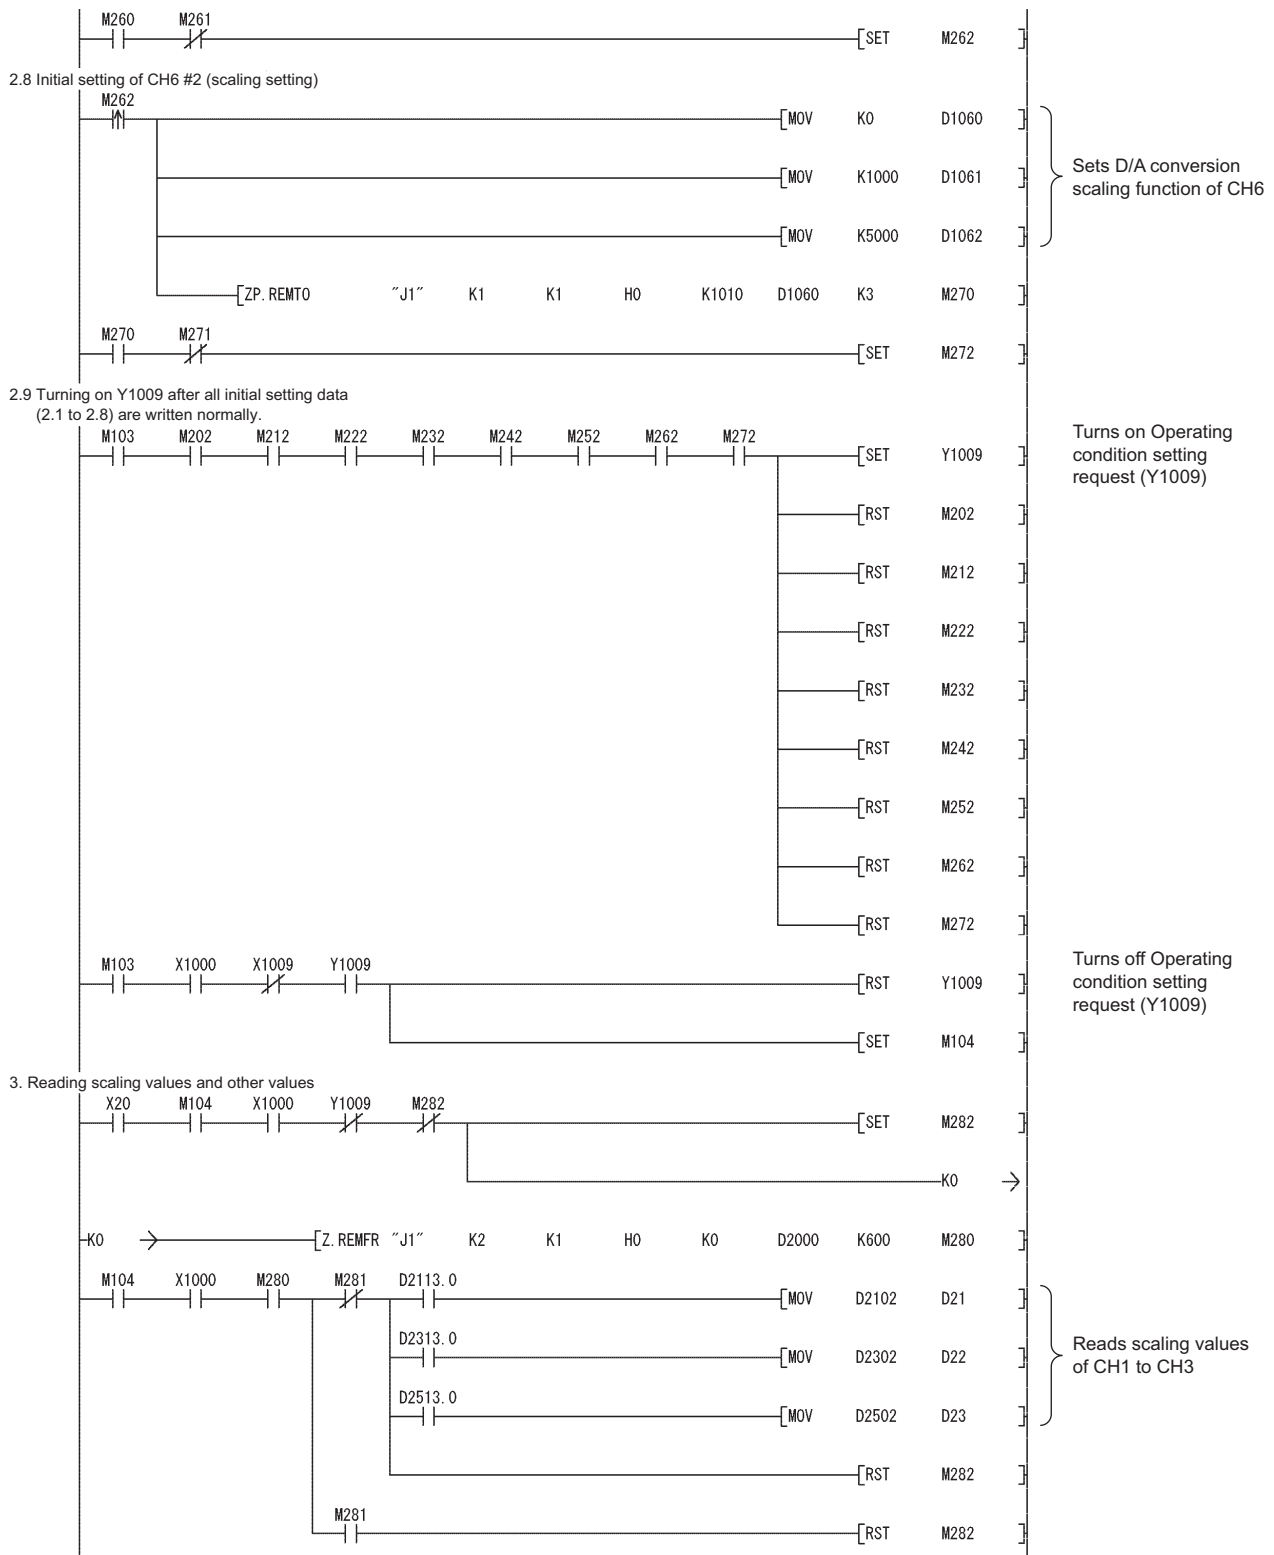 M260 M261
SET M262
2.8 Initial setting of CH6 #2 (scaling setting)
M262
MOV K0 D1060
MOV K1000 D1061
MOV K5000 D1062
Sets D/A conversion
scaling function of CH6
ZP.REMTO "J1" K1 K1 H0 K1010 D1060 K3 M270
M270 M271
SET M272
2.9 Turning on Y1009 after all initial setting data
(2.1 to 2.8) are written normally.
M103 M202 M212 M222 M232 M242 M252 M262 M272
SET Y1009
Turns on Operating
condition setting
request (Y1009)
RST M202
RST M212
RST M222
RST M232
RST M242
RST M252
RST M262
RST M272
M103 X1000 X1009 Y1009
RST Y1009
Turns off Operating
condition setting
request (Y1009)
SET M104
3. Reading scaling values and other values
X20 M104 X1000 Y1009 M282
SET M282
K0
K0 Z.REMFR "J1" K2 K1 H0 K0 D2000 K600 M280
M104 X1000 M280 M281 D2113.0
MOV D2102 D21
D2313.0
MOV D2302 D22
D2513.0
MOV D2502 D23
Reads scaling values
of CH1 to CH3
RST M282
M281
RST M282